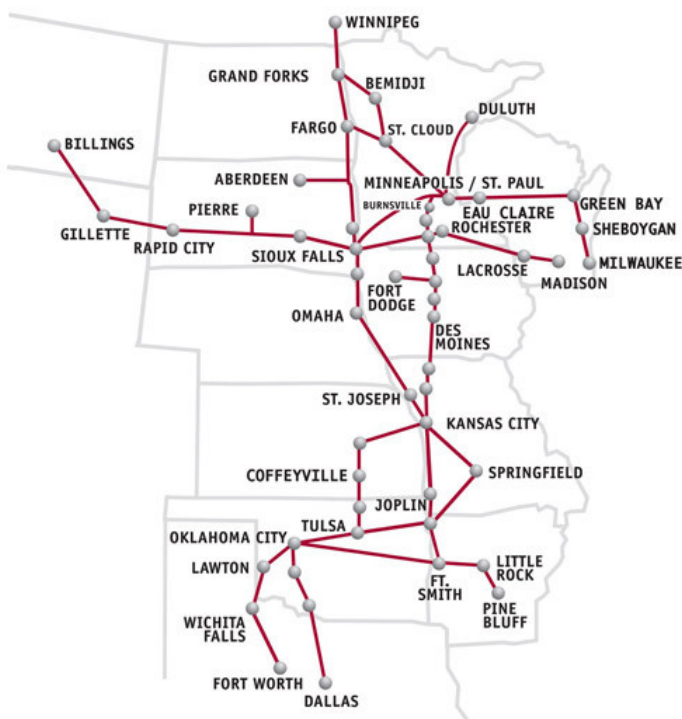 WINNIPEG
GRAND FORKS
BEMIDJI
DULUTH
FARGO
ST. CLOUD
BILLINGS
ABERDEEN
MINNEAPOLIS / ST. PAUL
PIERRE
BURNSVILLE
EAU CLAIRE
GREEN BAY
GILLETTE
RAPID CITY
SIOUX FALLS
ROCHESTER
SHEBOYGAN
LACROSSE
MILWAUKEE
MADISON
FORT
DODGE
OMAHA
DES
MOINES
ST. JOSEPH
KANSAS CITY
COFFEYVILLE
SPRINGFIELD
JOPLIN
TULSA
OKLAHOMA CITY
LAWTON
FT.
SMITH
LITTLE
ROCK
PINE
BLUFF
WICHITA
FALLS
FORT WORTH
DALLAS